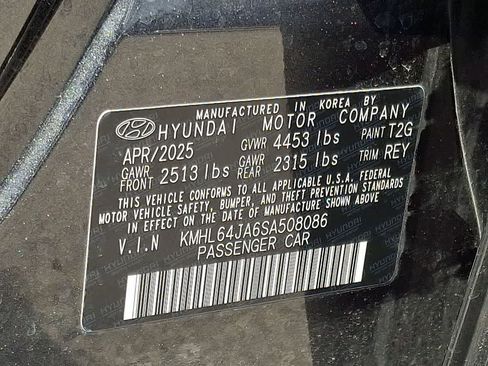 MANUFACTURED IN KOREA BY
HYUNDAI MOTOR COMPANY
APR/2025 GVWR 4453 lbs PAINT T2G
GAWR FRONT 2513 lbs GAWR REAR 2315 lbs TRIM REY
THIS VEHICLE CONFORMS TO ALL APPLICABLE U.S.A. FEDERAL
MOTOR VEHICLE SAFETY, BUMPER, AND THEFT PREVENTION STANDARDS
IN EFFECT ON THE DATE OF MANUFACTURE SHOWN ABOVE.
V.I.N KMHL64JA6SA508086
PASSENGER CAR